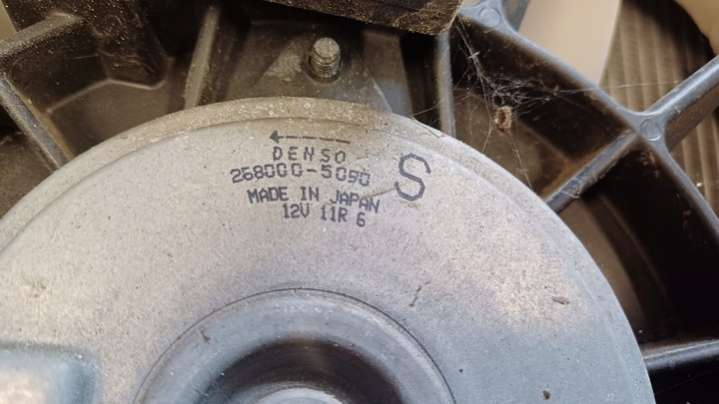 DENSO
268000-5090
S
MADE IN JAPAN
12V 11R 6